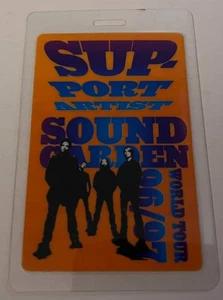 SUP-
PORT
ARTIST
SOUND
GARDEN
WORLD TOUR
96/97